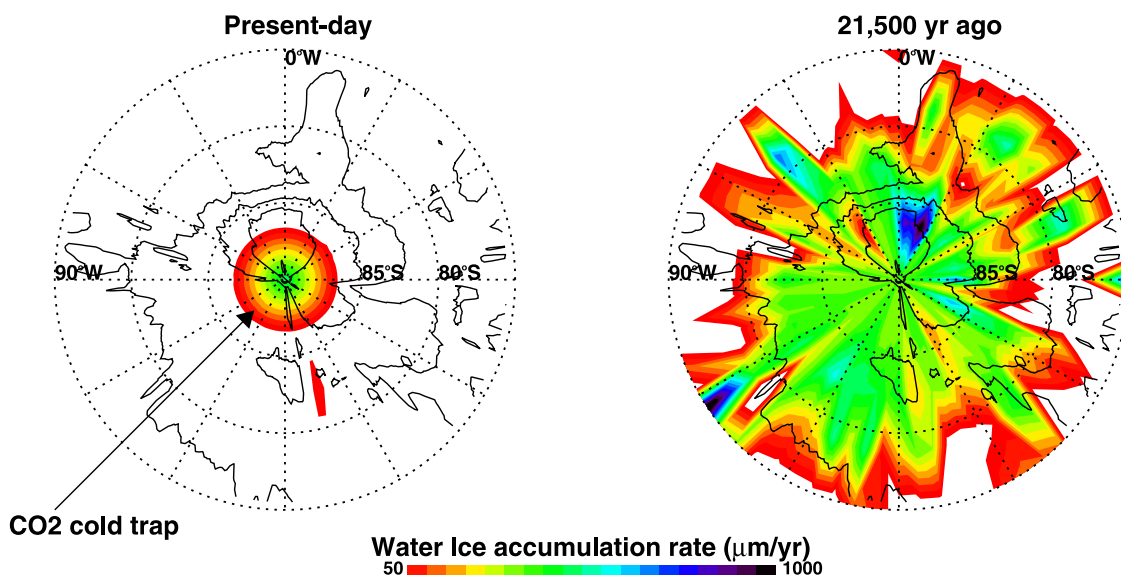 Present-day
0°W
90°W
85°S
80°S
CO2 cold trap
21,500 yr ago
0°W
90°W
85°S
80°S
Water Ice accumulation rate (μm/yr)
50
1000